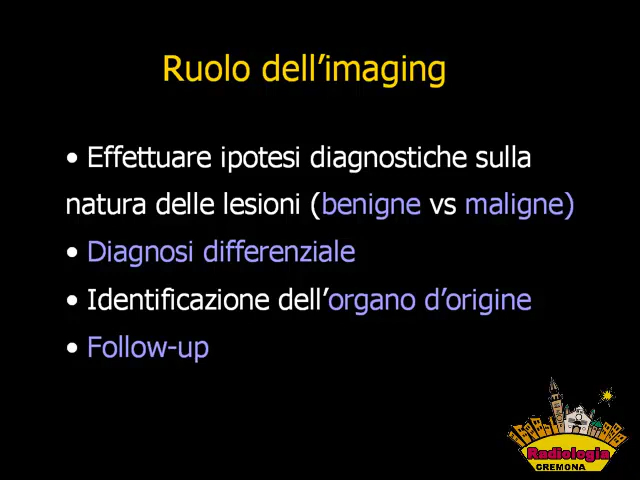 Ruolo dell'imaging
• Effettuare ipotesi diagnostiche sulla
natura delle lesioni (benigne vs maligne)
• Diagnosi differenziale
• Identificazione dell'organo d'origine
• Follow-up
Radiologia
CREMONA